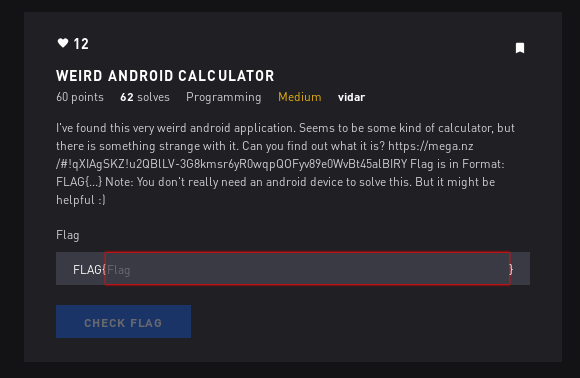 12
WEIRD ANDROID CALCULATOR
60 points 62 solves Programming Medium vidar
I've found this very weird android application. Seems to be some kind of calculator, but
there is something strange with it. Can you find out what it is? https://mega.nz
/#!qXIAgSKZ!u2QBlLV-3G8kmsr6yR0wqpQOFyv89e0WvBt45alBIRY Flag is in Format:
FLAG{...} Note: You don't really need an android device to solve this. But it might be
helpful :)
Flag
FLAG{Flag }
CHECK FLAG